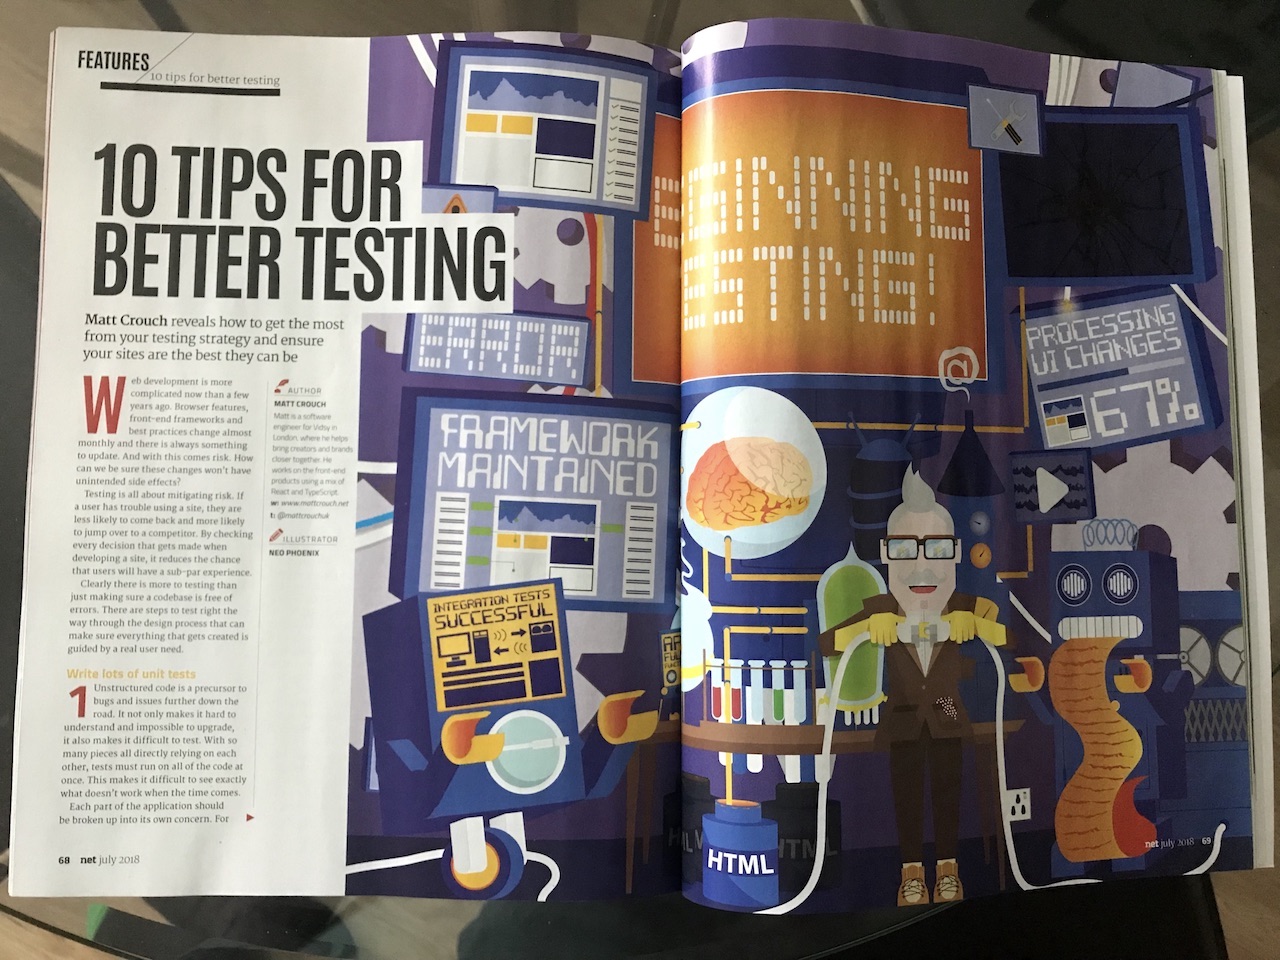 FEATURES
10 tips for better testing
10 TIPS FOR
BETTER TESTING
Matt Crouch reveals how to get the most
from your testing strategy and ensure
your sites are the best they can be
Web development is more
complicated now than a few
years ago. Browser features,
front-end frameworks and
best practices change almost
monthly and there is always something
to update. And with this comes risk. How
can we be sure these changes won't have
unintended side effects?
Testing is all about mitigating risk. If
a user has trouble using a site, they are
less likely to come back and more likely
to jump over to a competitor. By checking
every decision that gets made when
developing a site, it reduces the chance
that users will have a sub-par experience.
Clearly there is more to testing than
just making sure a codebase is free of
errors. There are steps to test right the
way through the design process that can
make sure everything that gets created is
guided by a real user need.
Write lots of unit tests
1 Unstructured code is a precursor to
bugs and issues further down the
road. It not only makes it hard to
understand and impossible to upgrade,
it also makes it difficult to test. With so
many pieces all directly relying on each
other, tests must run on all of the code at
once. This makes it difficult to see exactly
what doesn't work when the time comes.
Each part of the application should
be broken up into its own concern. For
AUTHOR
MATT CROUCH
Matt is a software
engineer for Vidsy in
London, where he helps
bring creators and brands
closer together. He
works on the front-end
products using a mix of
React and TypeScript.
w: www.mattcrouch.net
t: @mattcrouchuk
ILLUSTRATOR
NEO PHOENIX
68 net july 2018
ERROR
FRAMEWORK
MAINTAINED
INTEGRATION TESTS
SUCCESSFUL
GINNING
ESTING!
@
PROCESSING
UI CHANGES
67%
HTML
HTML
net july 2018 69